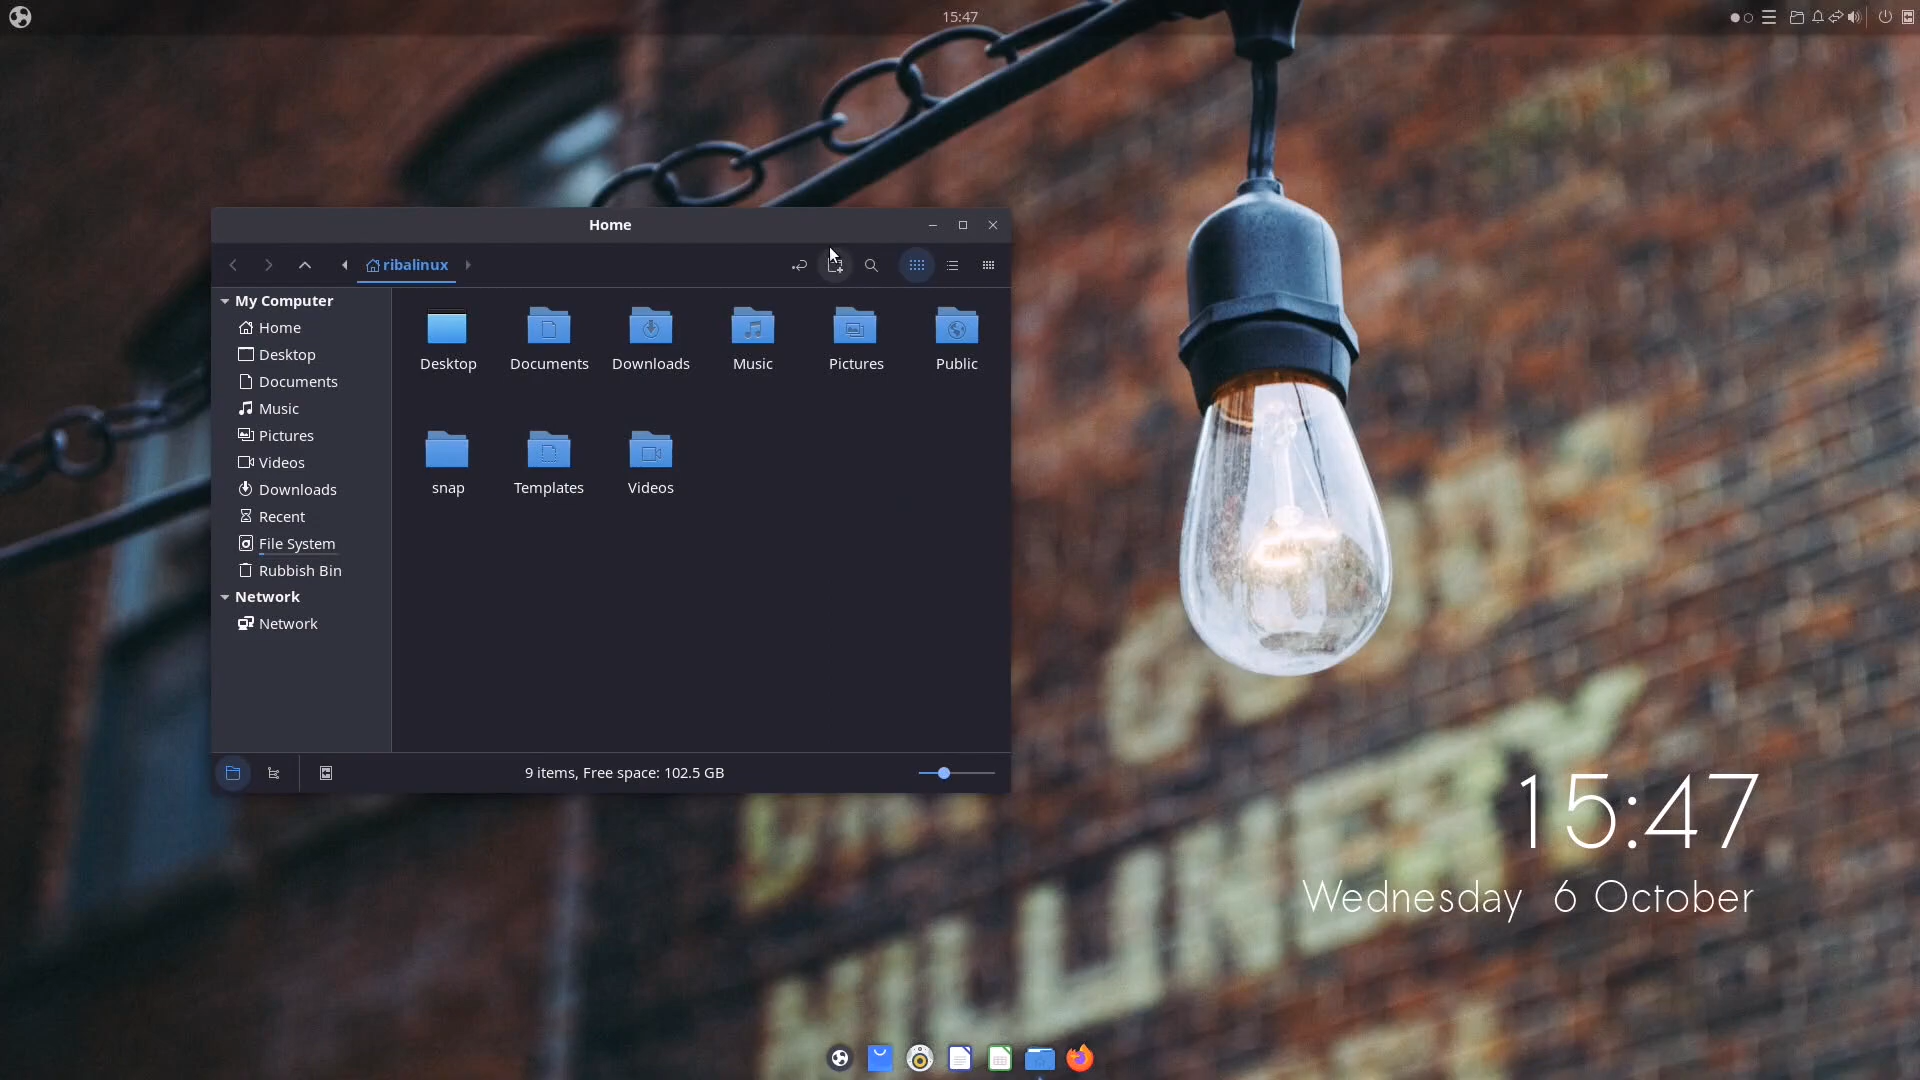 15:47
Home
ribalinux
My Computer
Home
Desktop
Documents
Music
Pictures
Videos
Downloads
Recent
File System
Rubbish Bin
Network
Network
Desktop
Documents
Downloads
Music
Pictures
Public
snap
Templates
Videos
9 items, Free space: 102.5 GB
GOODS
MILLINERY
15:47
Wednesday 6 October